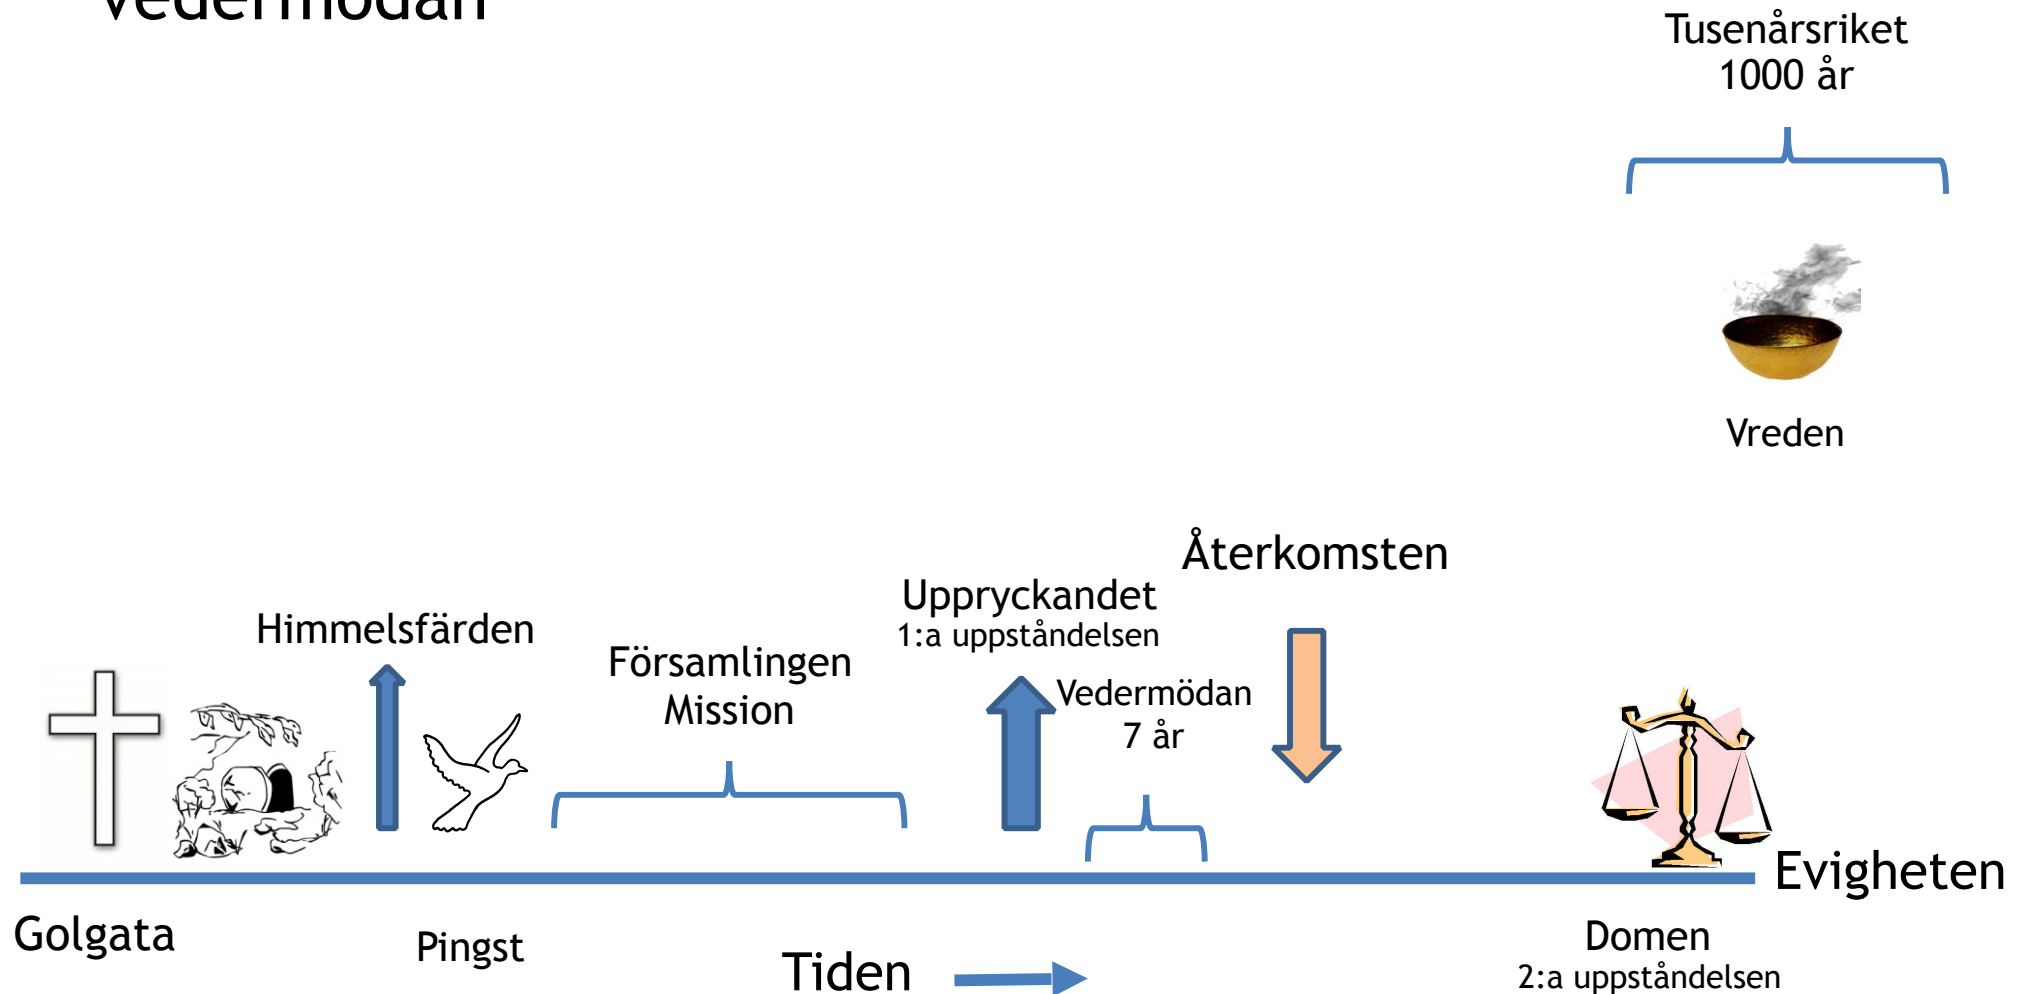 Vedermödan
Tusenårsriket
1000 år
Vreden
Återkomsten
Uppryckandet
1:a uppståndelsen
Himmelsfärden
Församlingen
Mission
Vedermödan
7 år
Evigheten
Golgata
Pingst
Tiden
Domen
2:a uppståndelsen